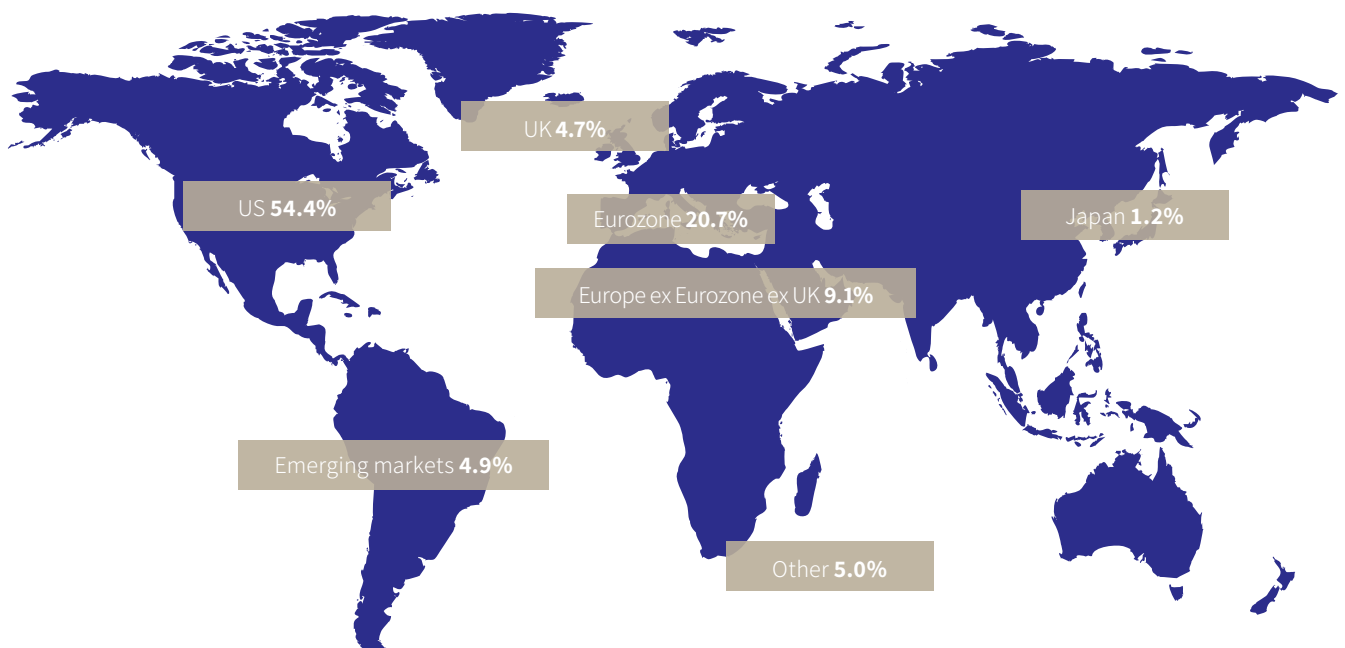 UK 4.7%
US 54.4%
Eurozone 20.7%
Japan 1.2%
Europe ex Eurozone ex UK 9.1%
Emerging markets 4.9%
Other 5.0%